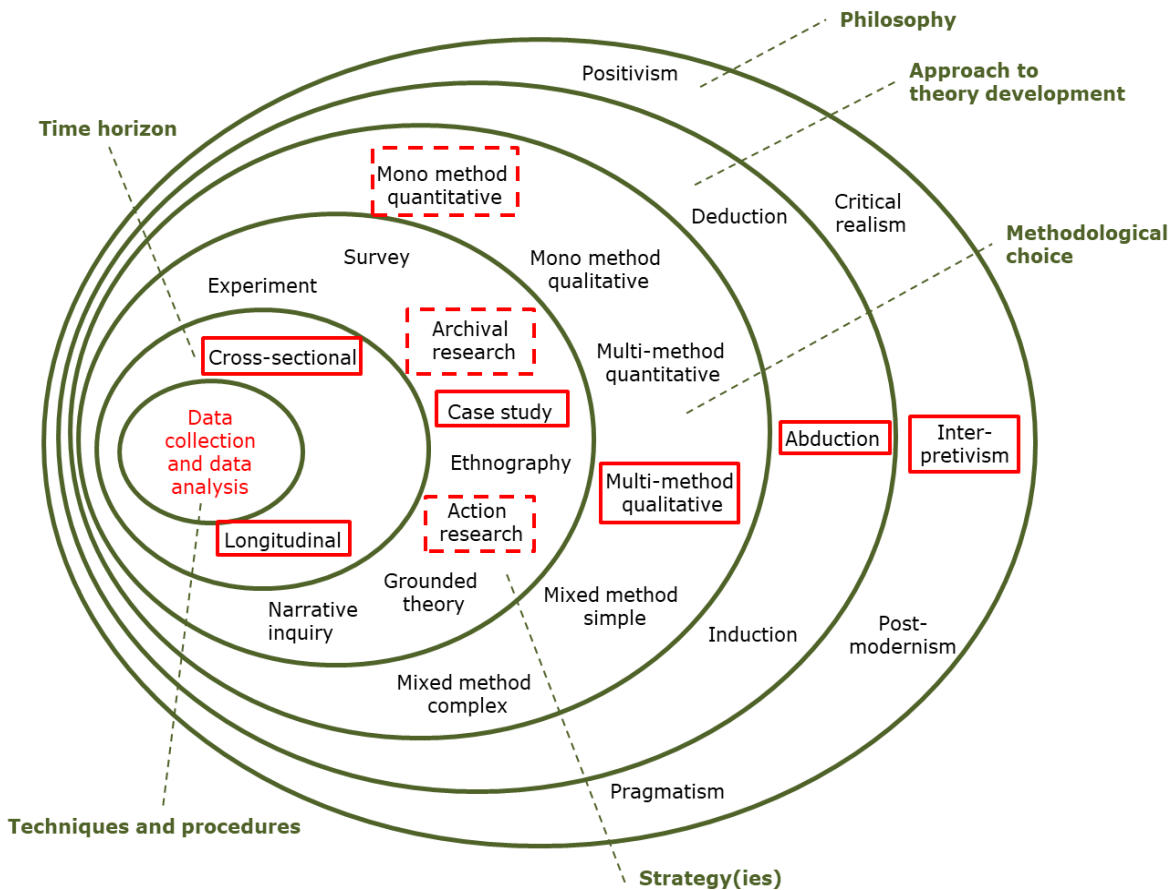 Philosophy
Positivism
Approach to
theory development
Time horizon
Mono method
quantitative
Deduction
Critical
realism
Methodological
choice
Survey
Mono method
qualitative
Experiment
Archival
research
Cross-sectional
Multi-method
quantitative
Case study
Data
collection
and data
analysis
Abduction
Inter-
pretivism
Ethnography
Multi-method
qualitative
Action
research
Longitudinal
Grounded
theory
Narrative
inquiry
Mixed method
simple
Induction
Post-
modernism
Mixed method
complex
Pragmatism
Techniques and procedures
Strategy(ies)